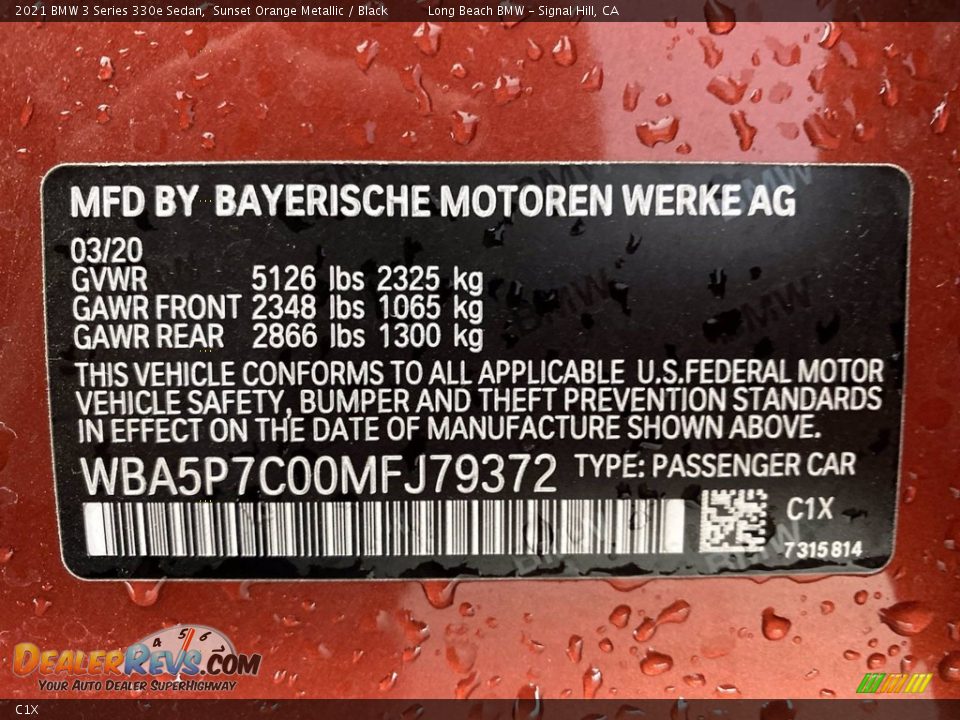 2021 BMW 3 Series 330e Sedan, Sunset Orange Metallic / Black Long Beach BMW - Signal Hill, CA
MFD BY BAYERISCHE MOTOREN WERKE AG
03/20
GVWR 5126 lbs 2325 kg
GAWR FRONT 2348 lbs 1065 kg
GAWR REAR 2866 lbs 1300 kg
THIS VEHICLE CONFORMS TO ALL APPLICABLE U.S.FEDERAL MOTOR
VEHICLE SAFETY, BUMPER AND THEFT PREVENTION STANDARDS
IN EFFECT ON THE DATE OF MANUFACTURE SHOWN ABOVE.
WBA5P7C00MFJ79372 TYPE: PASSENGER CAR
C1X
7315814
4 5 6
DEALERREVS.COM
YOUR AUTO DEALER SUPERHIGHWAY
C1X